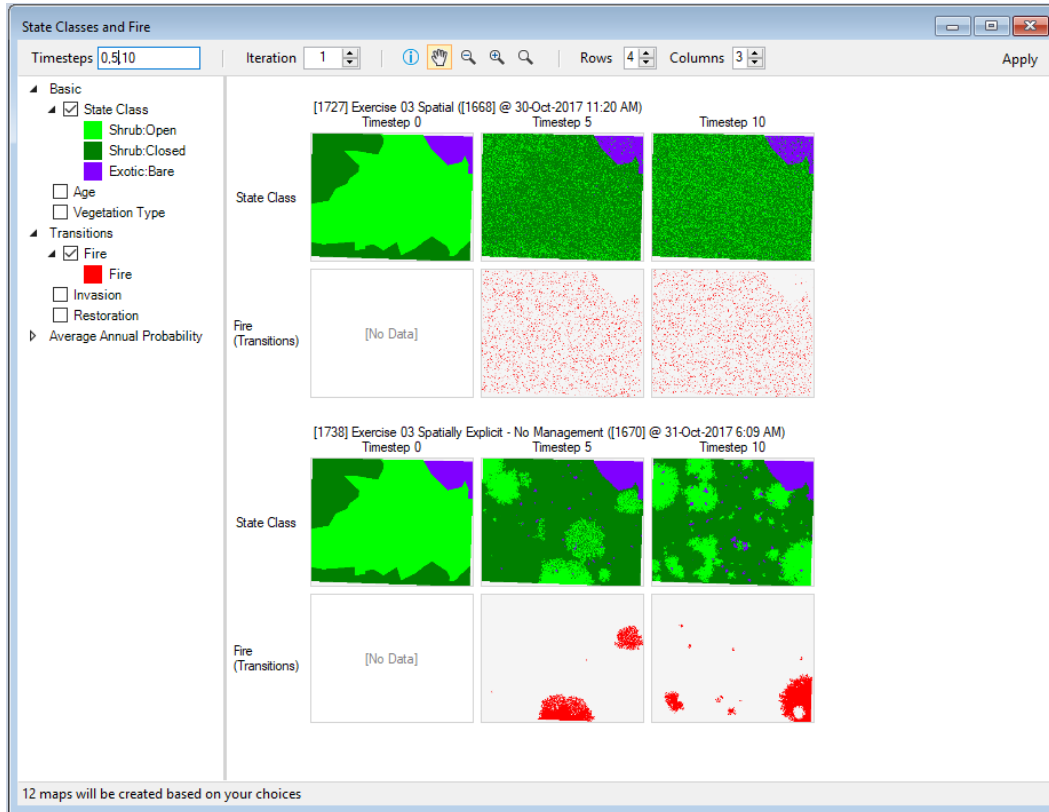 State Classes and Fire
Timesteps 0,5,10 Iteration 1 Rows 4 Columns 3 Apply
Basic
State Class
Shrub:Open
Shrub:Closed
Exotic:Bare
Age
Vegetation Type
Transitions
Fire
Fire
Invasion
Restoration
Average Annual Probability
[1727] Exercise 03 Spatial ([1668] @ 30-Oct-2017 11:20 AM)
Timestep 0 Timestep 5 Timestep 10
State Class
Fire
(Transitions)
[No Data]
[1738] Exercise 03 Spatially Explicit - No Management ([1670] @ 31-Oct-2017 6:09 AM)
Timestep 0 Timestep 5 Timestep 10
State Class
Fire
(Transitions)
[No Data]
12 maps will be created based on your choices